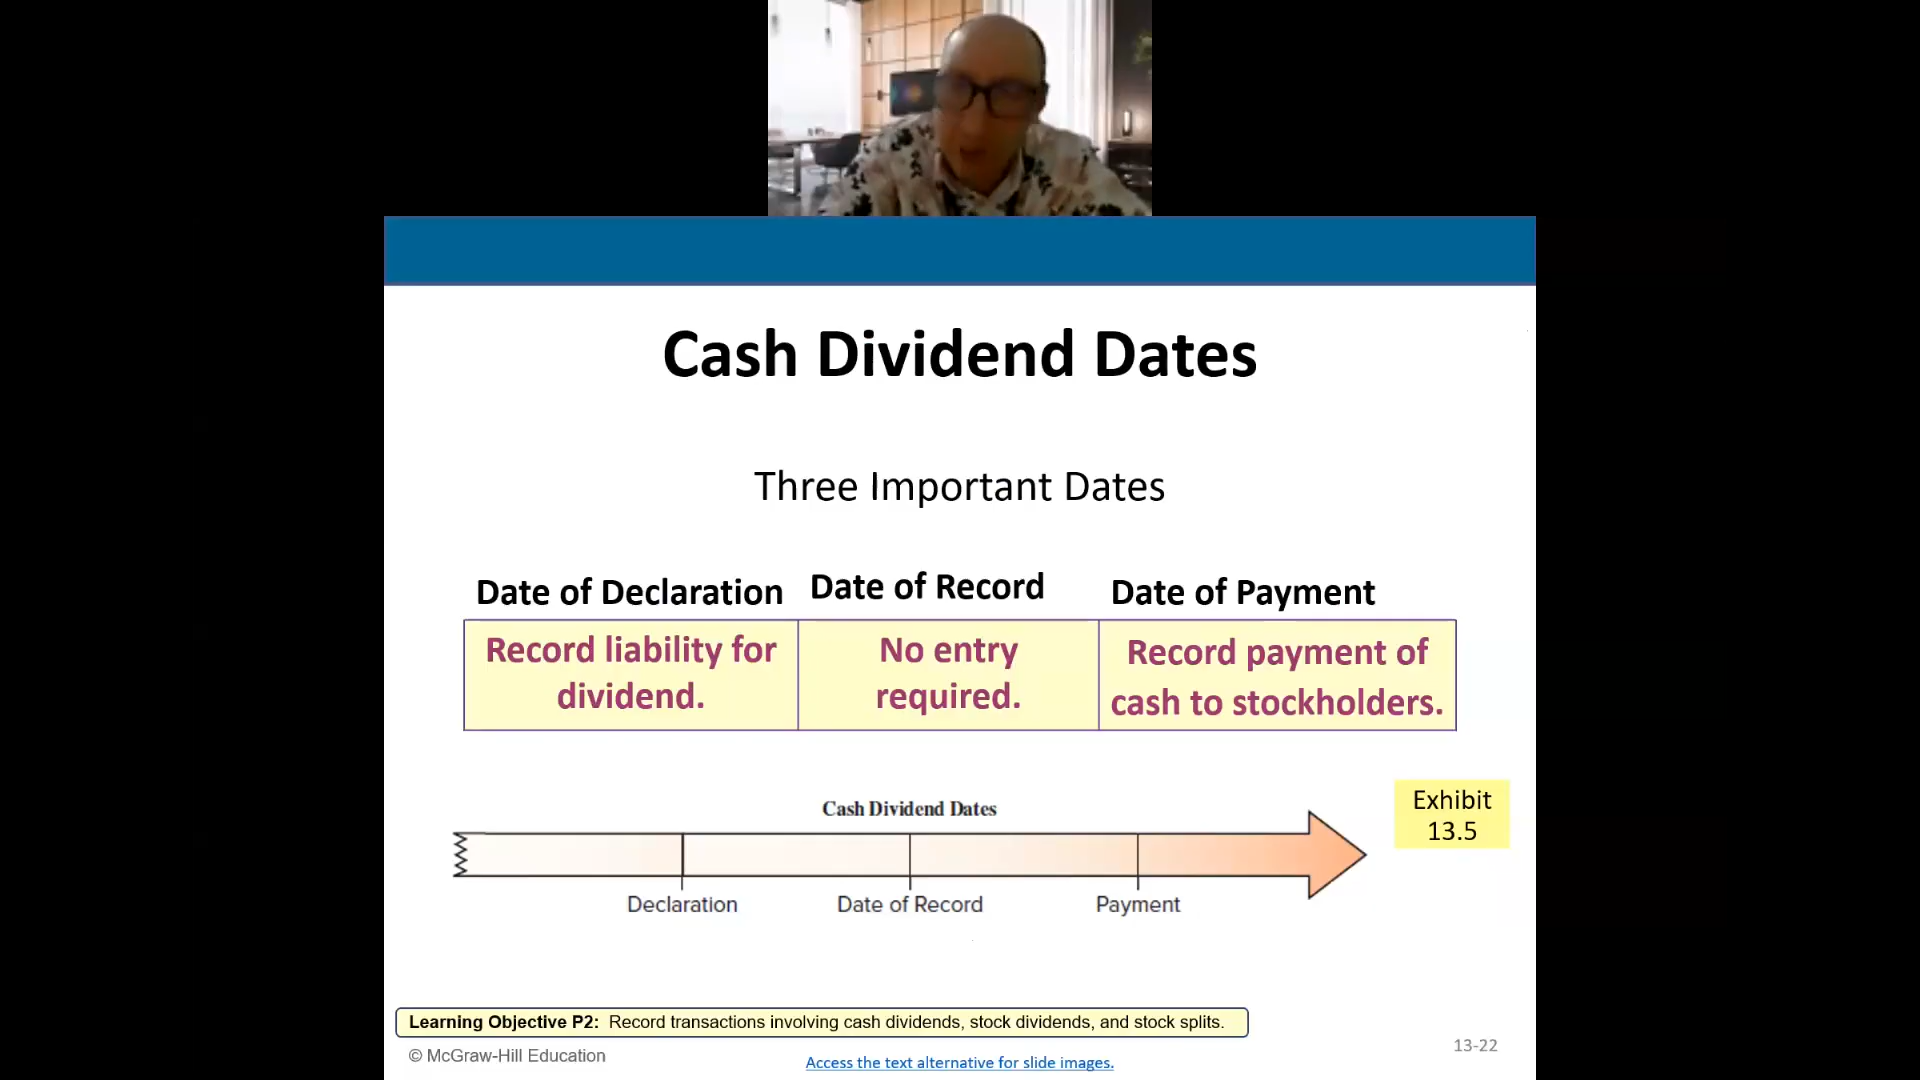 Cash Dividend Dates
Three Important Dates
Date of Declaration
Date of Record
Date of Payment
Record liability for
dividend.
No entry
required.
Record payment of
cash to stockholders.
Cash Dividend Dates
Exhibit
13.5
Declaration
Date of Record
Payment
Learning Objective P2: Record transactions involving cash dividends, stock dividends, and stock splits.
© McGraw-Hill Education
Access the text alternative for slide images.
13-22